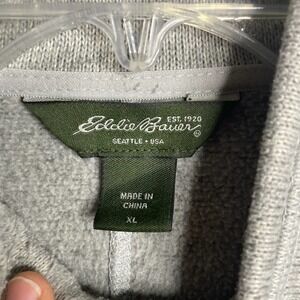 EST. 1920
Eddie Bauer
SEATTLE • USA
MADE IN
CHINA
XL